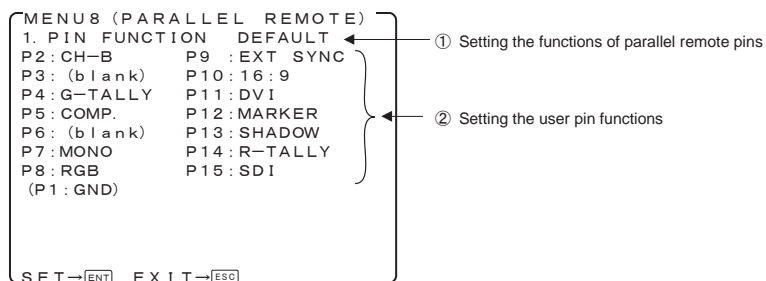 MENU8 (PARALLEL REMOTE)
1. PIN FUNCTION DEFAULT
① Setting the functions of parallel remote pins
P2:CH-B P9 :EXT SYNC
P3:(blank) P10:16:9
P4:G-TALLY P11:DVI
P5:COMP. P12:MARKER
② Setting the user pin functions
P6:(blank) P13:SHADOW
P7:MONO P14:R-TALLY
P8:RGB P15:SDI
(P1:GND)
SET→ENT EXIT→ESC